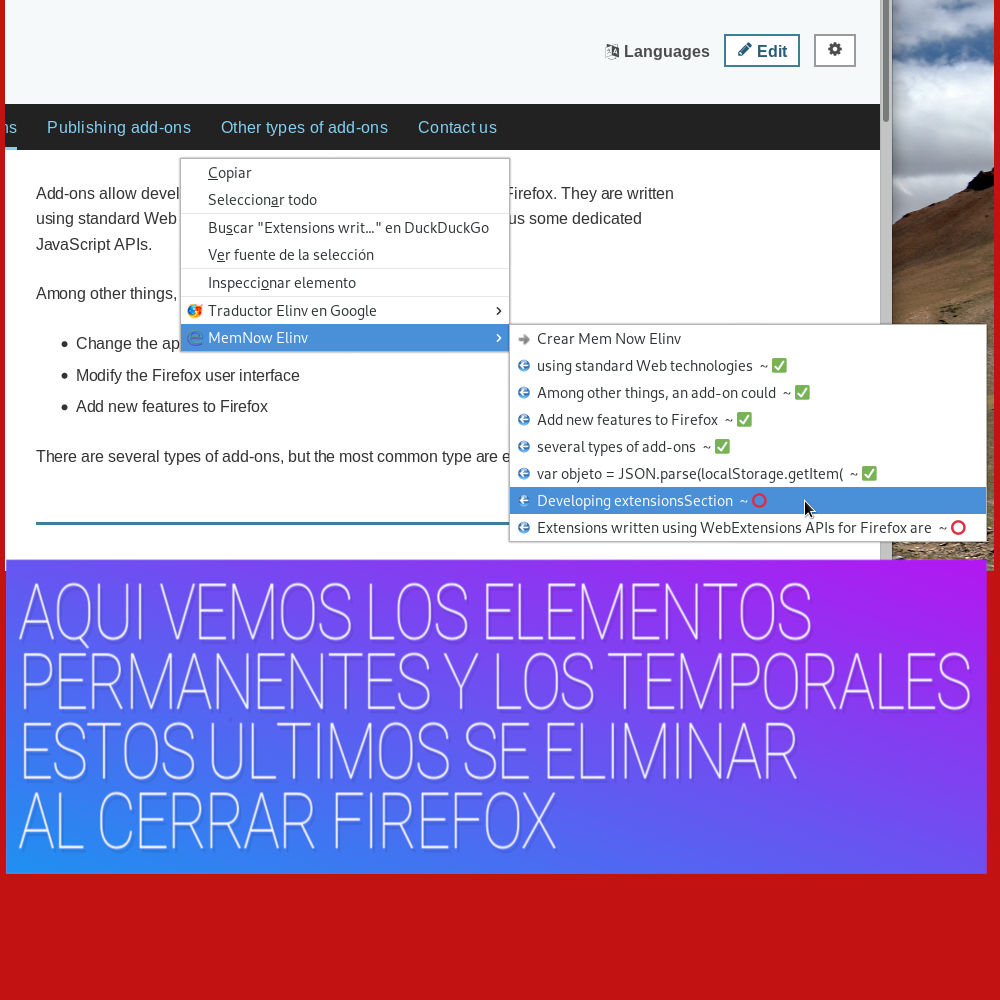 Languages Edit
ns Publishing add-ons Other types of add-ons Contact us
Add-ons allow devel Firefox. They are written
using standard Web us some dedicated
JavaScript APIs.
Among other things,
Change the ap
Modify the Firefox user interface
Add new features to Firefox
There are several types of add-ons, but the most common type are e
Copiar
Seleccionar todo
Buscar "Extensions writ..." en DuckDuckGo
Ver fuente de la selección
Inspeccionar elemento
Traductor Elinv en Google
MemNow Elinv
Crear Mem Now Elinv
using standard Web technologies ~ ✅
Among other things, an add-on could ~ ✅
Add new features to Firefox ~ ✅
several types of add-ons ~ ✅
var objeto = JSON.parse(localStorage.getItem( ~ ✅
Developing extensionsSection ~ ⭕
Extensions written using WebExtensions APIs for Firefox are ~ ⭕
AQUI VEMOS LOS ELEMENTOS
PERMANENTES Y LOS TEMPORALES
ESTOS ULTIMOS SE ELIMINAR
AL CERRAR FIREFOX